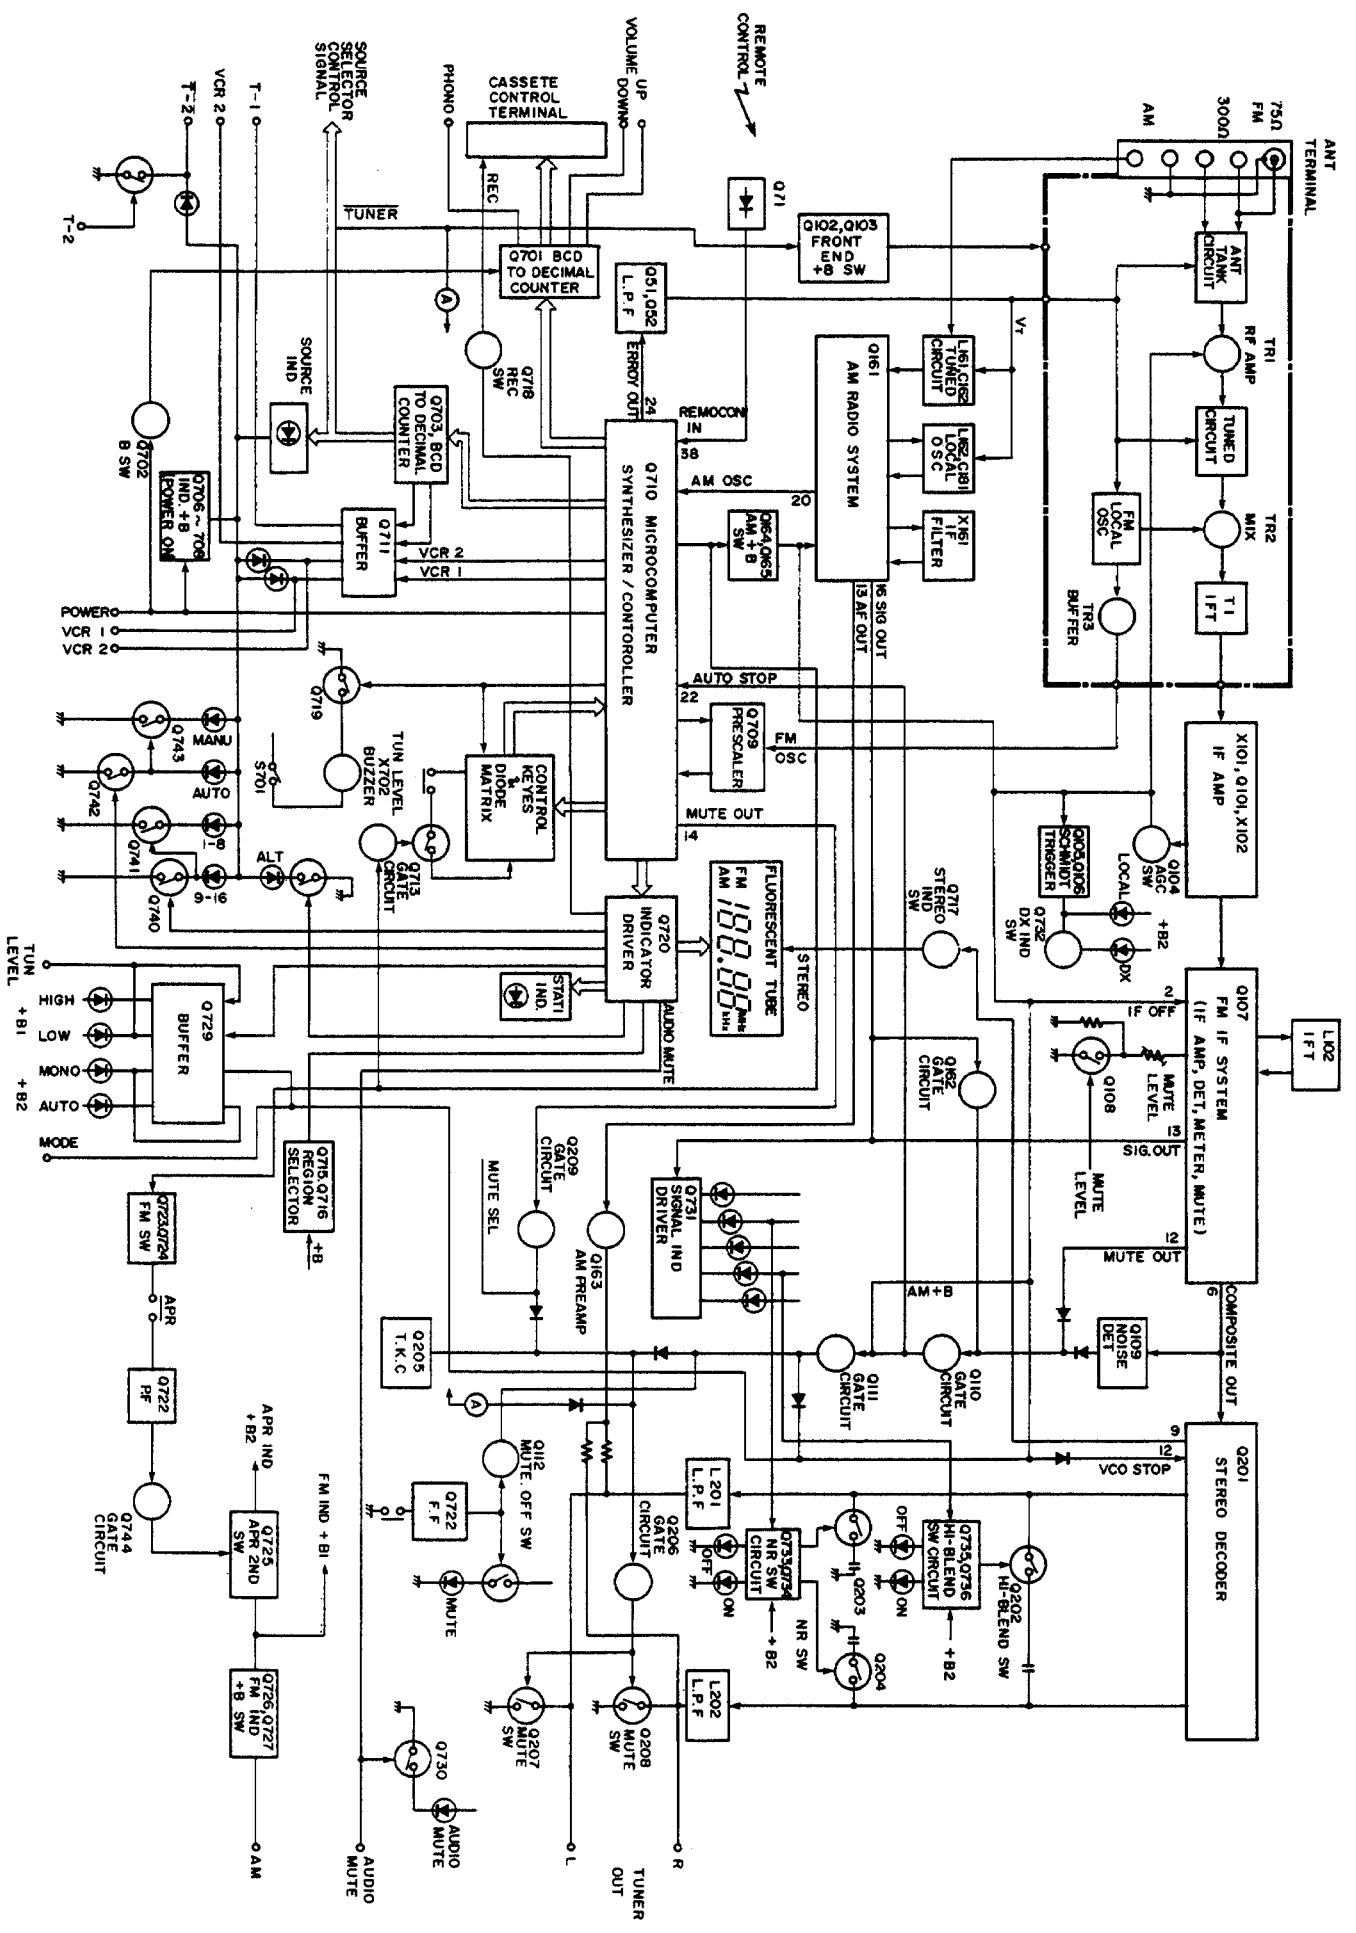 ANT
TERMINAL
75Ω
FM
300Ω
AM
REMOTE
CONTROL
VOLUME UP
DOWN
CASSETE
CONTROL
TERMINAL
PHONO
SOURCE
SELECTOR
CONTROL
SIGNAL
T-1
VCR 2
T-2
T-2
TUNER
REC
A
Q71
Q102,Q103
FRONT
END
+B SW
ANT
TANK
CIRCUIT
TR1
RF AMP
TUNED
CIRCUIT
TR2
MIX
T1
IFT
FM
LOCAL
OSC
TR3
BUFFER
VT
Q701 BCD
TO DECIMAL
COUNTER
Q51,Q52
L.P.F
ERROY OUT
24
REMOCON
IN
38
Q161
AM RADIO SYSTEM
L161,C162
TUNED
CIRCUIT
L162,C181
LOCAL
OSC
X161
IF
FILTER
AM OSC
20
Q164,Q165
AM +B
SW
16 SIG OUT
13 AF OUT
Q718
REC
SW
SOURCE
IND
Q703, BCD
TO DECIMAL
COUNTER
Q702
B SW
Q706~708
IND. +B
(POWER ON)
Q711
BUFFER
VCR 2
VCR 1
POWER
VCR 1
VCR 2
Q710 MICROCOMPUTER
SYNTHESIZER / CONTROLLER
AUTO STOP
22
Q709
PRESCALER
FM
OSC
MUTE OUT
14
Q719
S701
TUN LEVEL
X702
BUZZER
CONTROL
KEYES
&
DIODE
MATRIX
Q713
GATE
CIRCUIT
Q743
MANU
Q742
AUTO
Q741
1-8
Q740
9-16
ALT
X101,Q101,X102
IF AMP
Q104
AGC
SW
Q105,Q106
SCHMIDT
TRIGGER
LOCAL
+B2
DX
Q732
DX IND
SW
FLUORESCENT TUBE
FM 188.88 MHz
AM 1888 kHz
Q717
STEREO
IND
SW
STEREO
Q720
INDICATOR
DRIVER
STATI
IND.
AUDIO MUTE
TUN
LEVEL
+B1
HIGH
LOW
MONO
AUTO
+B2
MODE
Q729
BUFFER
Q107
FM IF SYSTEM
(IF AMP, DET, METER, MUTE)
2
IF OFF
L102
IFT
Q108
MUTE
LEVEL
MUTE
LEVEL
13
SIG.OUT
12
MUTE OUT
6
COMPOSITE OUT
Q162
GATE
CIRCUIT
Q209
GATE
CIRCUIT
MUTE SEL
Q163
AM PREAMP
Q731
SIGNAL IND
DRIVER
AM+B
Q715,Q716
REGION
SELECTOR
+B
Q723,Q724
FM SW
APR
Q722
P.F
Q744
GATE
CIRCUIT
APR IND
+B2
Q725
APR 2ND
SW
FM IND +B1
Q726,Q727
FM IND
+B SW
AM
Q205
T.K.C
Q109
NOISE
DET
Q110
GATE
CIRCUIT
Q111
GATE
CIRCUIT
9
12
VCO STOP
Q201
STEREO DECODER
A
Q112
MUTE. OFF SW
Q722
F.F
MUTE
L201
L.P.F
Q206
GATE
CIRCUIT
OFF
ON
Q733,Q734
NR SW
CIRCUIT
+B2
Q203
NR SW
Q204
OFF
ON
Q735,Q736
HI-BLEND
SW CIRCUIT
+B2
Q202
HI-BLEND SW
L202
L.P.F
Q208
MUTE
SW
Q207
MUTE
SW
Q730
AUDIO
MUTE
AUDIO
MUTE
L
R
TUNER
OUT